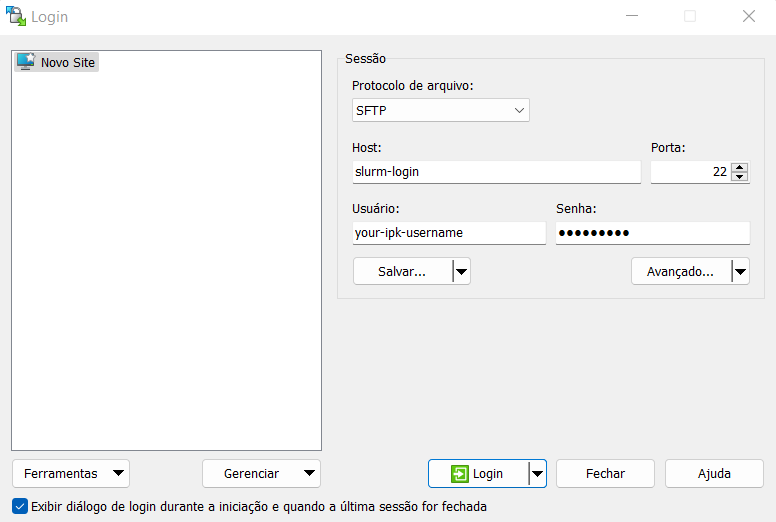 Login
Novo Site
Sessão
Protocolo de arquivo:
SFTP
Host:
Porta:
slurm-login
22
Usuário:
Senha:
your-ipk-username
●●●●●●●●●
Salvar...
Avançado...
Ferramentas
Gerenciar
Login
Fechar
Ajuda
Exibir diálogo de login durante a iniciação e quando a última sessão for fechada